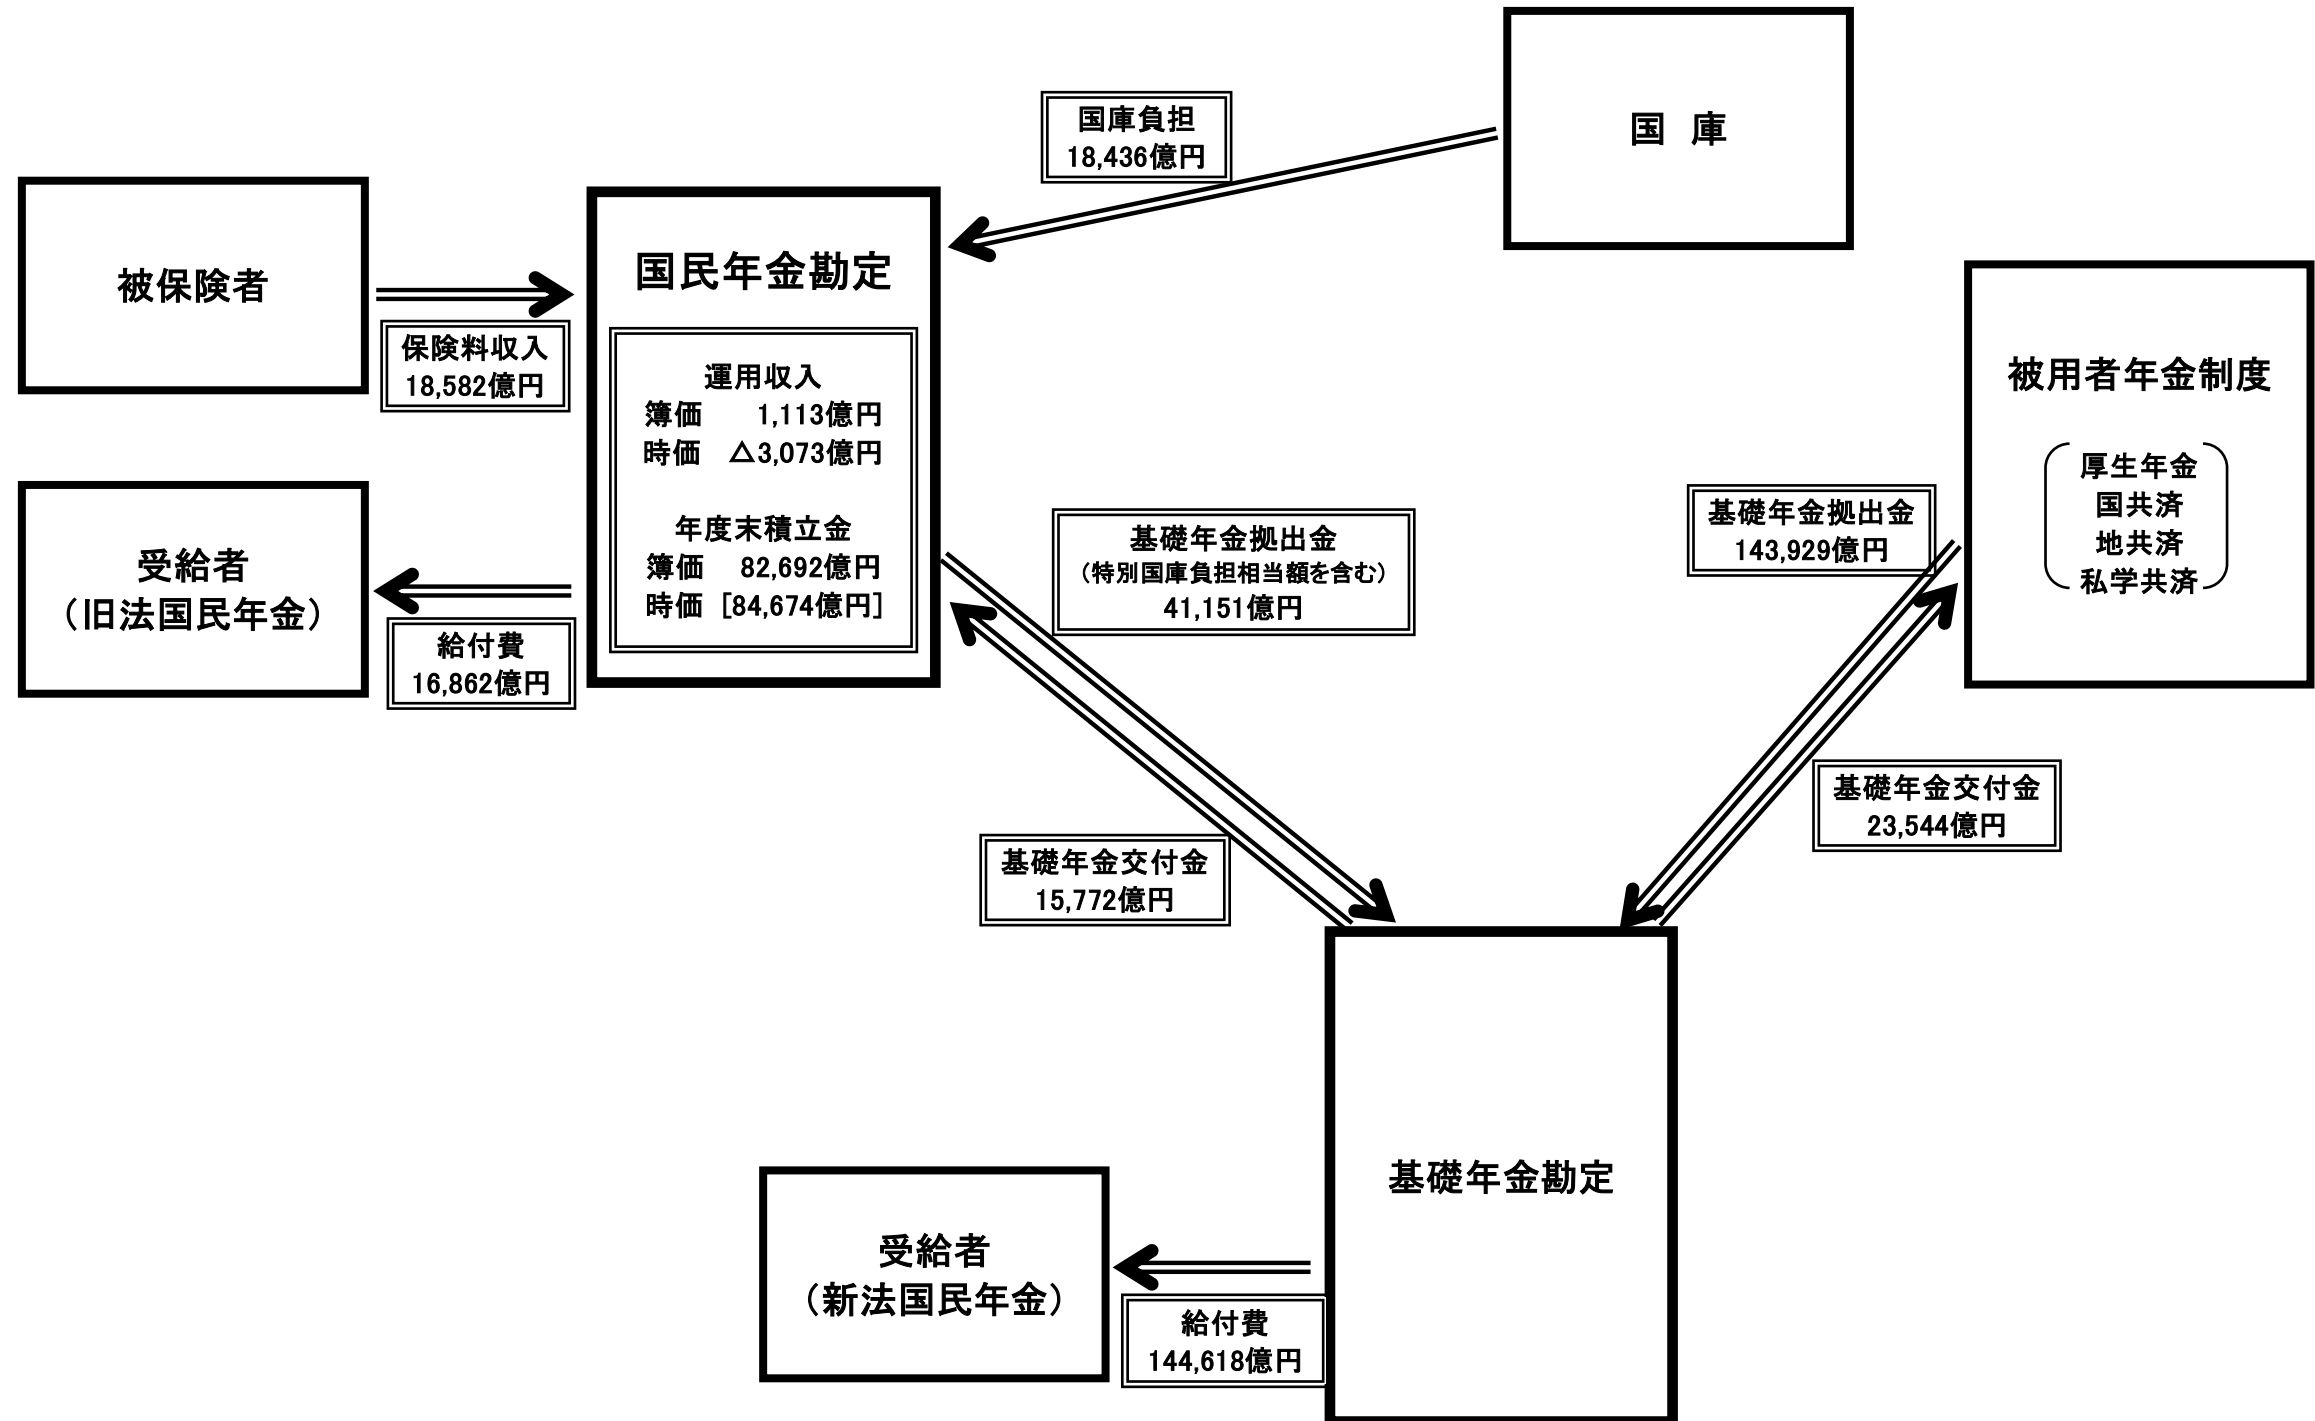 国 庫
国庫負担
18,436億円
被保険者
保険料収入
18,582億円
国民年金勘定
運用収入
簿価 1,113億円
時価 △3,073億円
年度末積立金
簿価 82,692億円
時価 [84,674億円]
受給者
(旧法国民年金)
給付費
16,862億円
基礎年金拠出金
(特別国庫負担相当額を含む)
41,151億円
基礎年金交付金
15,772億円
被用者年金制度
厚生年金
国共済
地共済
私学共済
基礎年金拠出金
143,929億円
基礎年金交付金
23,544億円
基礎年金勘定
受給者
(新法国民年金)
給付費
144,618億円